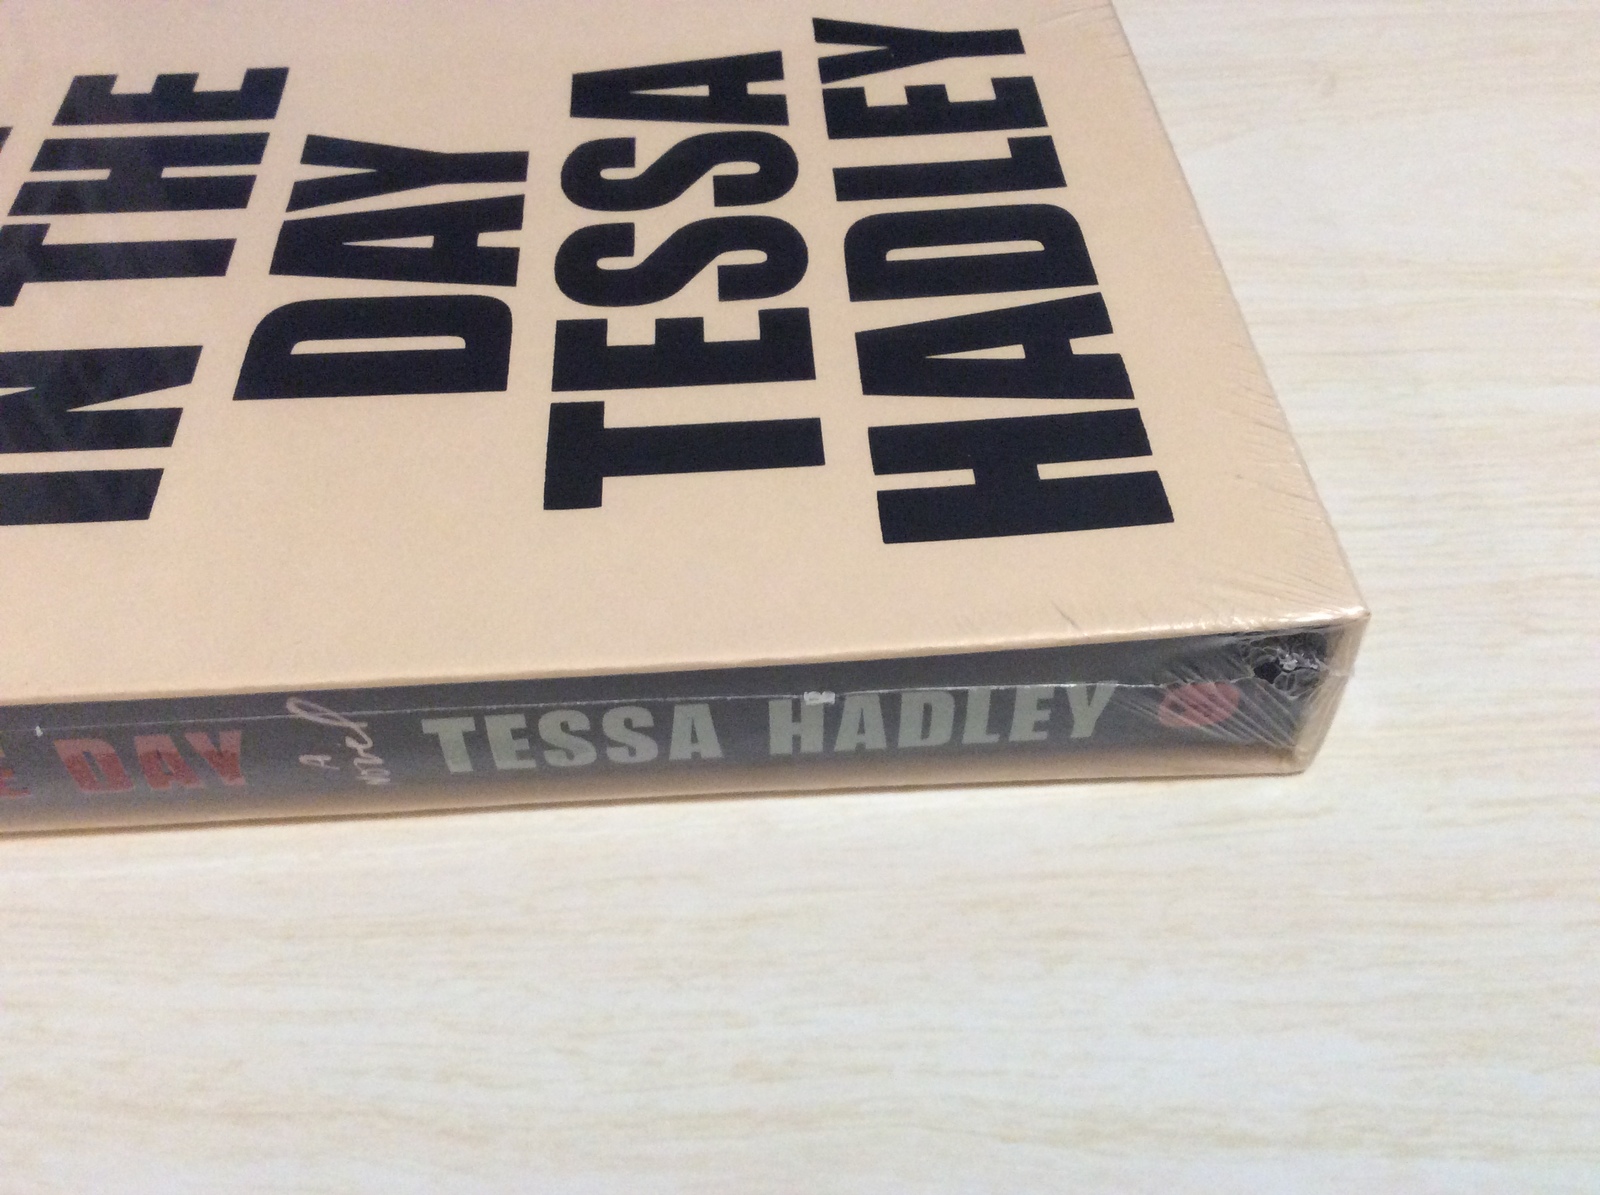 IN THE
DAY
TESSA
HADLEY
DAY
A
novel
TESSA HADLEY